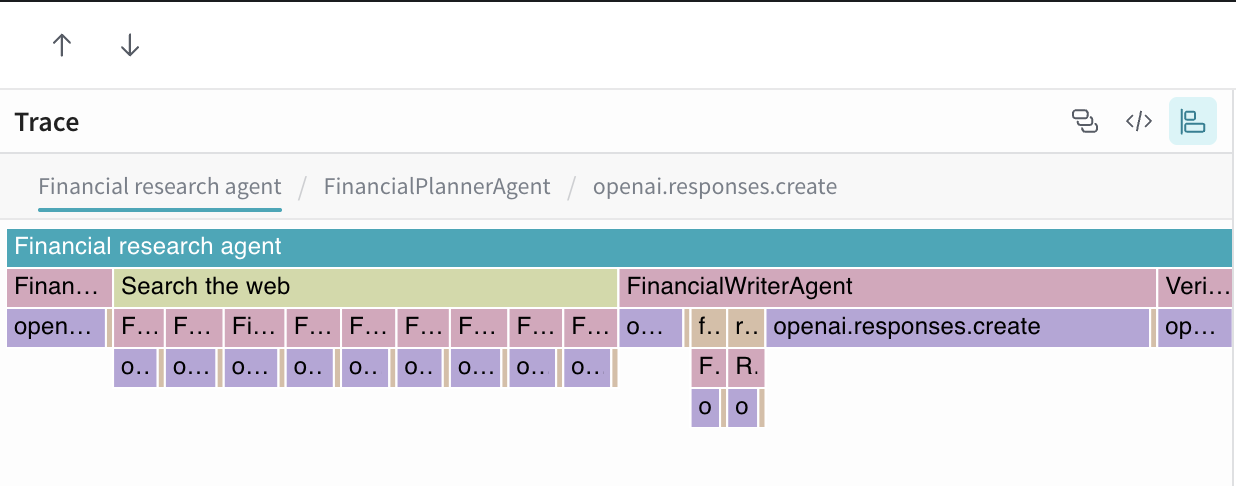 Trace
</>
Financial research agent / FinancialPlannerAgent / openai.responses.create
Financial research agent
Finan... Search the web FinancialWriterAgent Veri...
open... F... F... Fi... F... F... F... F... F... F... o... f.. r.. openai.responses.create op...
o.. o... o... o.. o.. o.. o... o.. o.. F. R.
o o